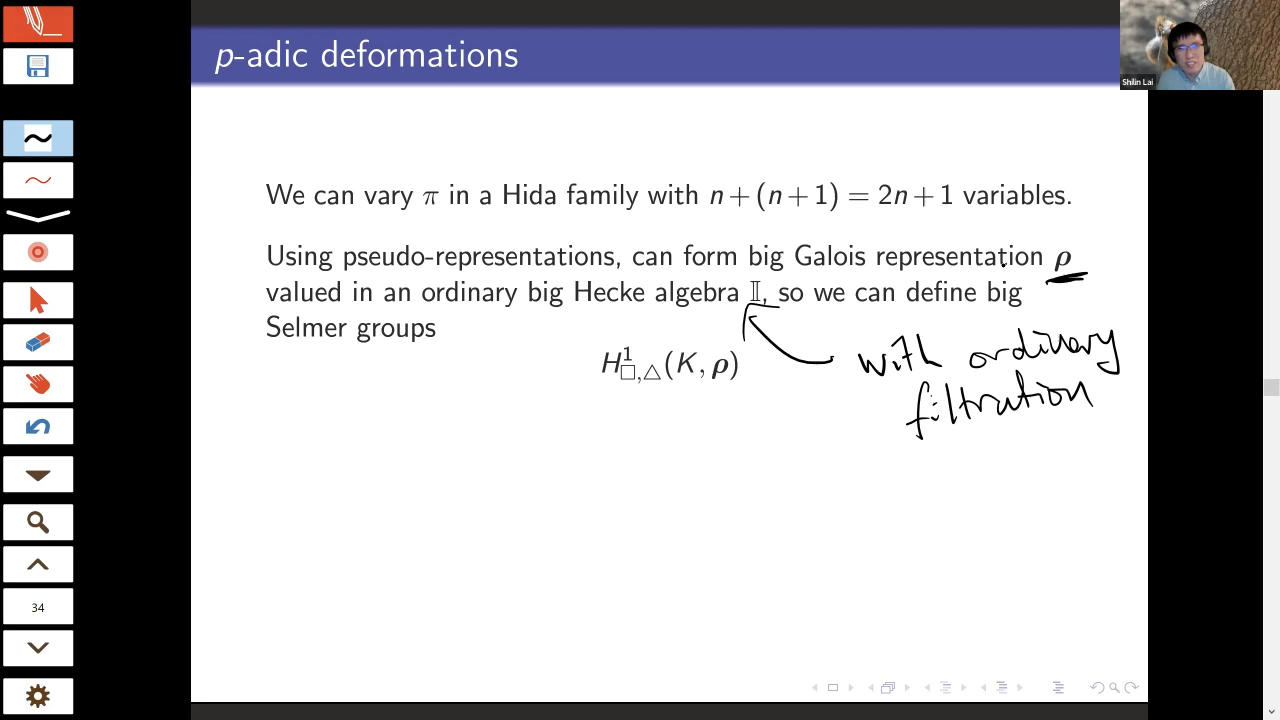 p-adic deformations
Shilin Lai
We can vary π in a Hida family with n + (n + 1) = 2n + 1 variables.
Using pseudo-representations, can form big Galois representation ρ
valued in an ordinary big Hecke algebra 𝕀, so we can define big
Selmer groups
H¹□,△(K, ρ)
with ordinary
filtration
34